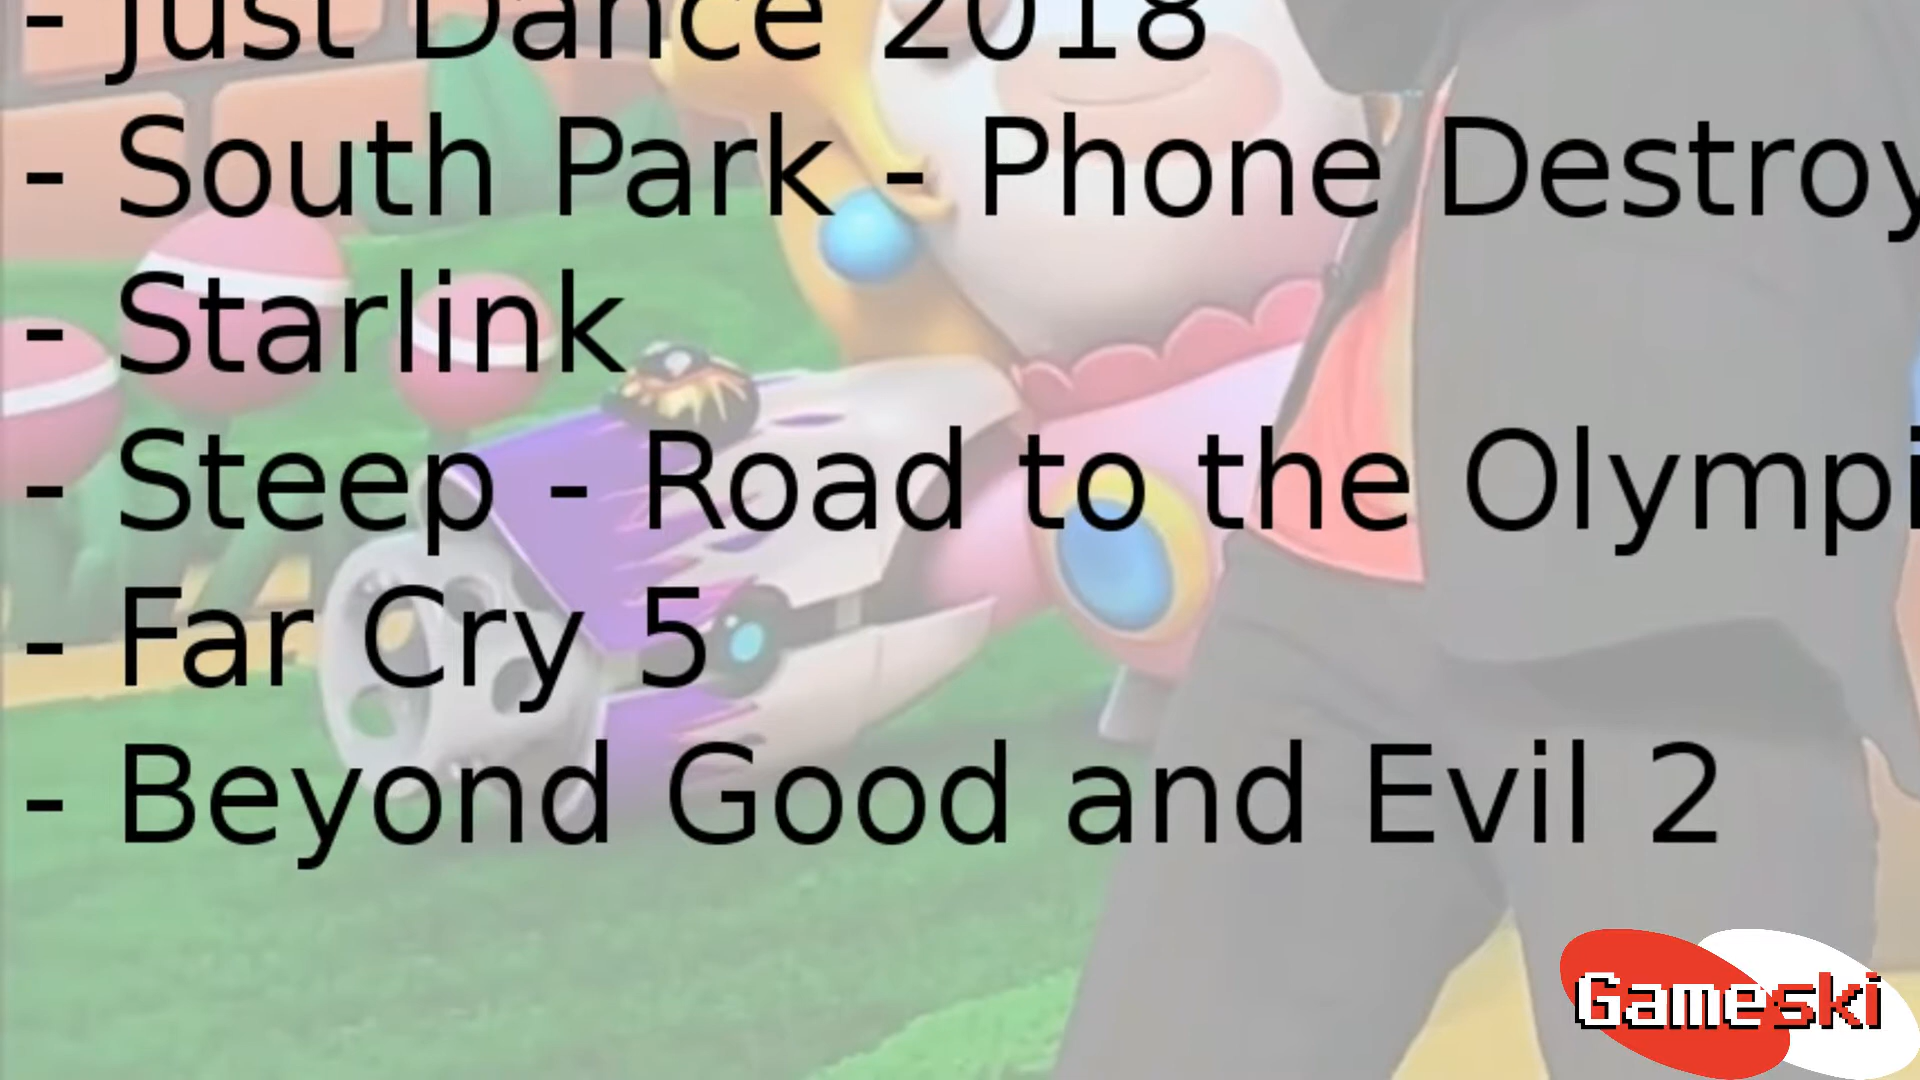 - Just Dance 2018
- South Park - Phone Destroy
- Starlink
- Steep - Road to the Olympi
- Far Cry 5
- Beyond Good and Evil 2
Gameski